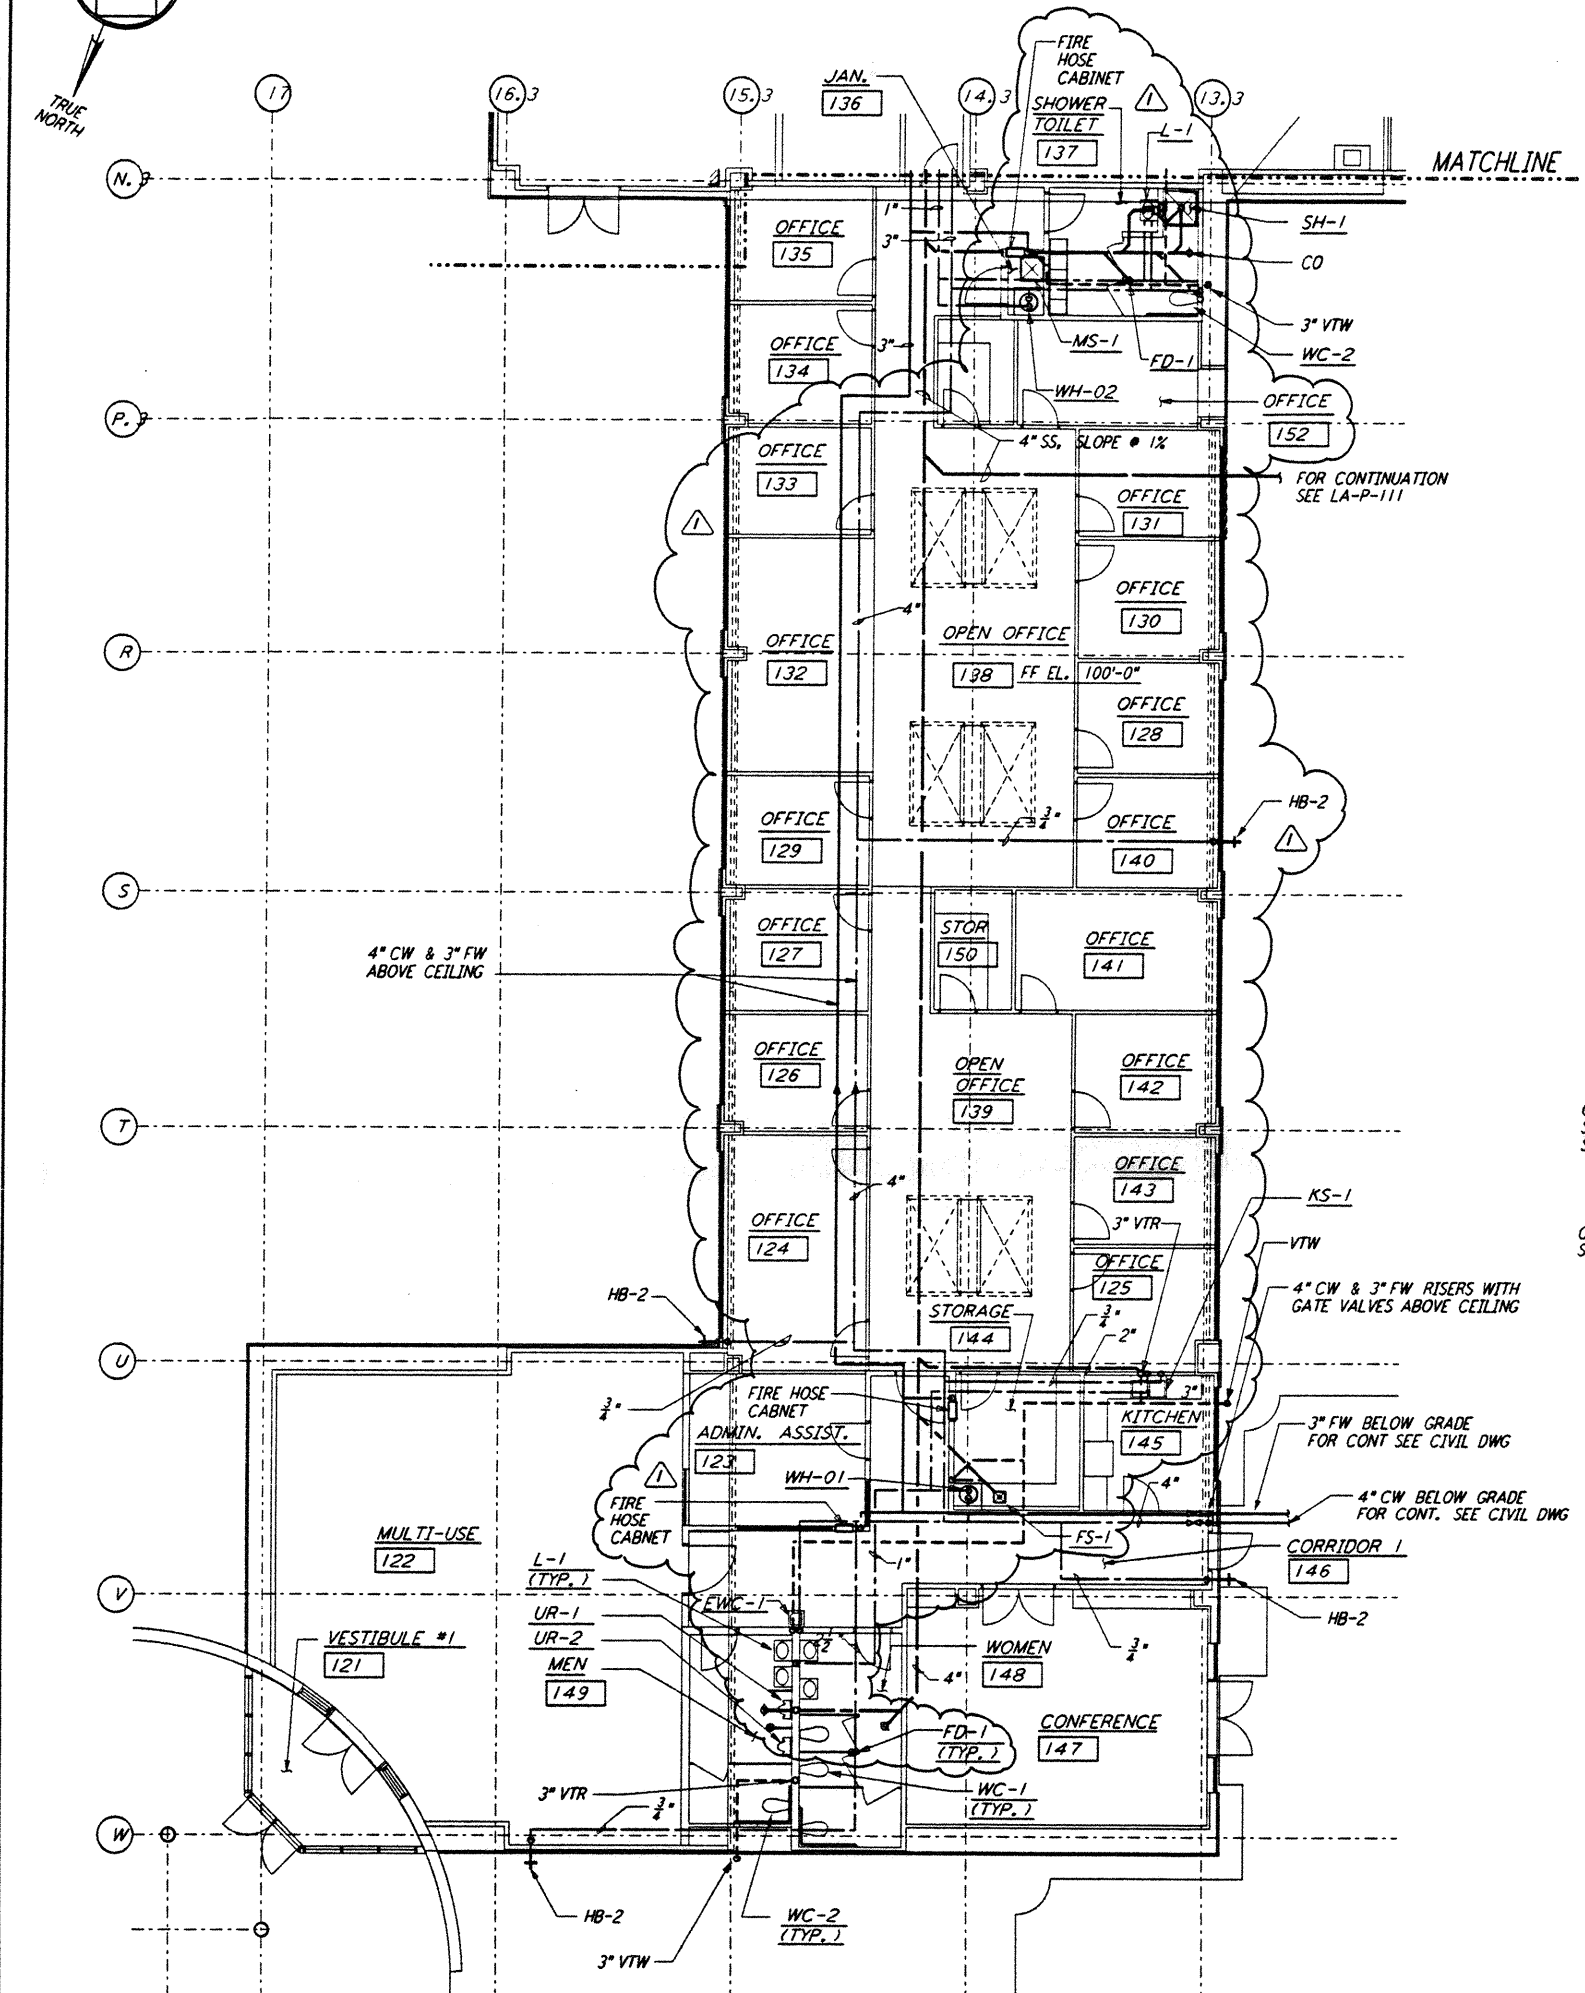 TRUE
NORTH
17
16.3
15.3
14.3
13.3
JAN.
136
FIRE
HOSE
CABINET
1
SHOWER
TOILET
137
L-1
MATCHLINE
N.3
SH-1
CO
3" VTW
WC-2
1"
3"
3"
OFFICE
135
OFFICE
134
MS-1
FD-1
WH-02
OFFICE
152
P.3
4" SS, SLOPE @ 1%
FOR CONTINUATION
SEE LA-P-111
OFFICE
133
1
OFFICE
131
OFFICE
130
4"
OPEN OFFICE
138 FF EL. 100'-0"
R
OFFICE
132
OFFICE
128
HB-2
1
3/4"
OFFICE
129
OFFICE
140
S
4" CW & 3" FW
ABOVE CEILING
OFFICE
127
STOR
150
OFFICE
141
OFFICE
126
OPEN
OFFICE
139
OFFICE
142
T
4"
OFFICE
143
KS-1
3" VTR
VTW
OFFICE
124
OFFICE
125
4" CW & 3" FW RISERS WITH
GATE VALVES ABOVE CEILING
HB-2
STORAGE
144
3/4"
2"
U
3/4"
FIRE HOSE
CABNET
3"
KITCHEN
145
3" FW BELOW GRADE
FOR CONT SEE CIVIL DWG
ADMIN. ASSIST.
123
1
WH-01
4"
4" CW BELOW GRADE
FOR CONT. SEE CIVIL DWG
FIRE
HOSE
CABNET
FS-1
MULTI-USE
122
1"
CORRIDOR 1
146
L-1
(TYP.)
V
EWC-1
HB-2
UR-1
UR-2
MEN
149
2 1/2"
WOMEN
148
3/4"
4"
VESTIBULE #1
121
FD-1
(TYP.)
CONFERENCE
147
3" VTR
WC-1
(TYP.)
3/4"
W
HB-2
WC-2
(TYP.)
3" VTW